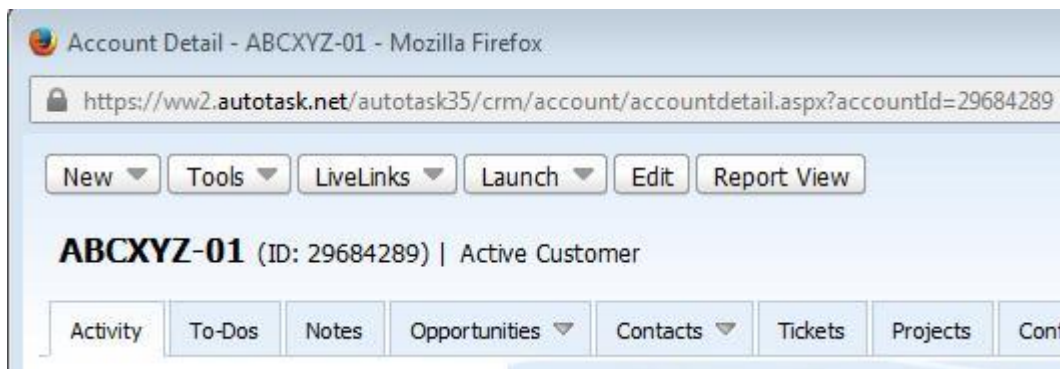 Account Detail - ABCXYZ-01 - Mozilla Firefox
https://ww2.autotask.net/autotask35/crm/account/accountdetail.aspx?accountId=29684289
New Tools LiveLinks Launch Edit Report View
ABCXYZ-01 (ID: 29684289) | Active Customer
Activity To-Dos Notes Opportunities Contacts Tickets Projects